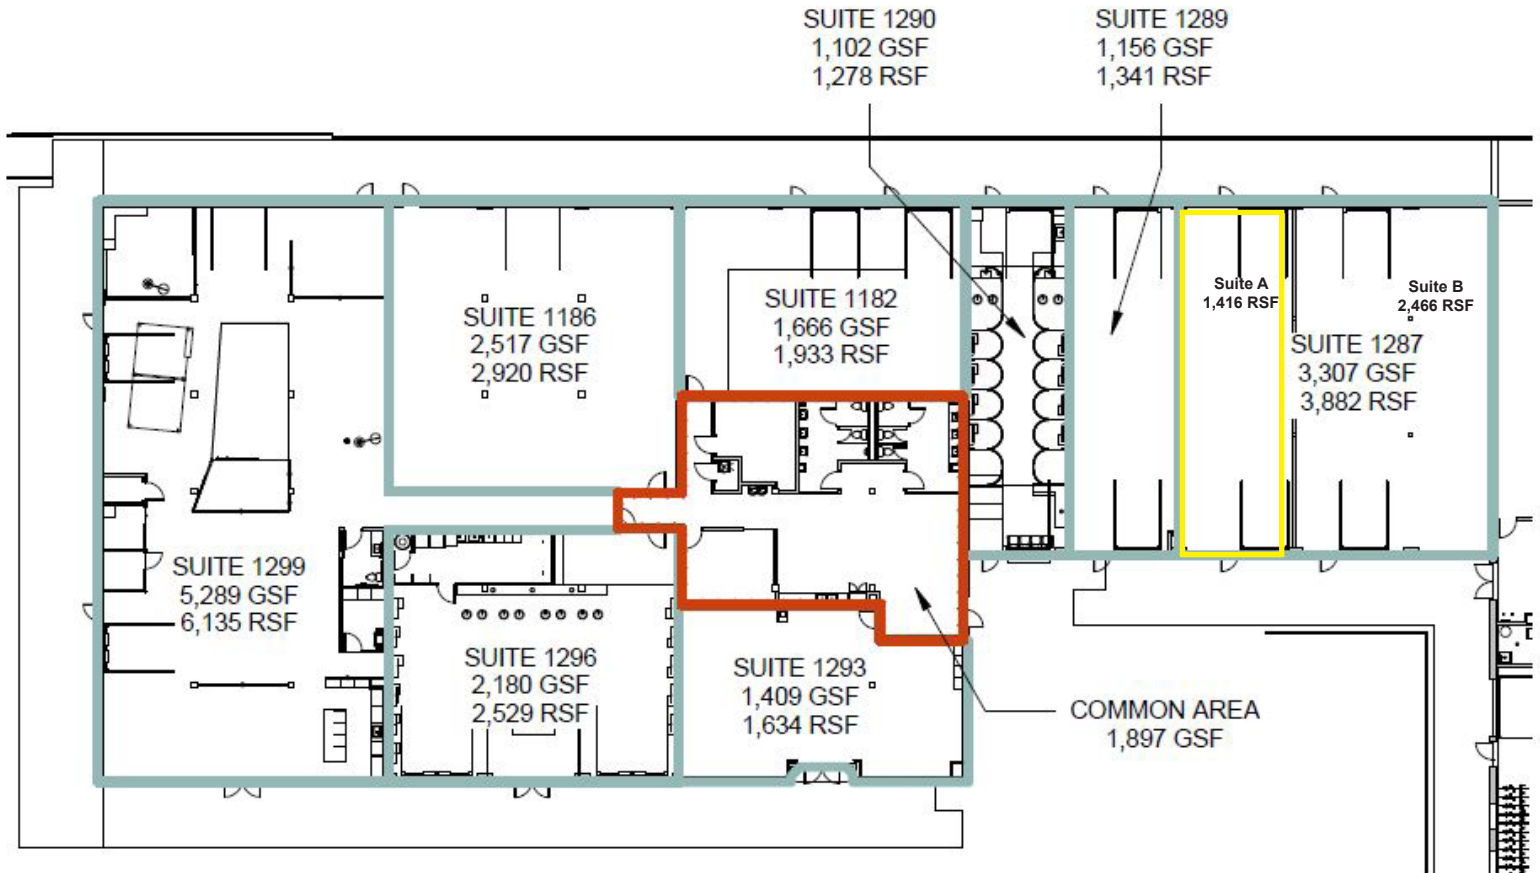 SUITE 1290
1,102 GSF
1,278 RSF
SUITE 1289
1,156 GSF
1,341 RSF
SUITE 1186
2,517 GSF
2,920 RSF
SUITE 1182
1,666 GSF
1,933 RSF
Suite A
1,416 RSF
Suite B
2,466 RSF
SUITE 1287
3,307 GSF
3,882 RSF
SUITE 1299
5,289 GSF
6,135 RSF
SUITE 1296
2,180 GSF
2,529 RSF
SUITE 1293
1,409 GSF
1,634 RSF
COMMON AREA
1,897 GSF